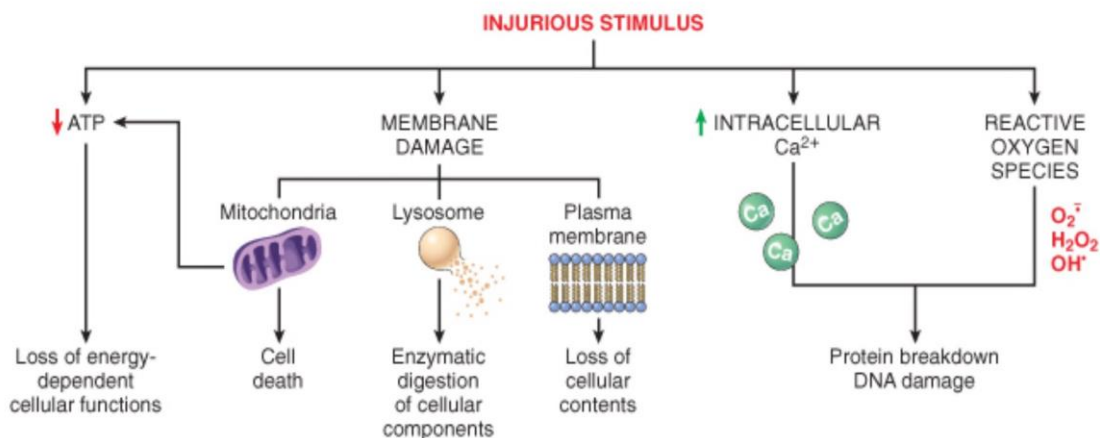 INJURIOUS STIMULUS
ATP
MEMBRANE
DAMAGE
INTRACELLULAR
Ca²⁺
REACTIVE
OXYGEN
SPECIES
Mitochondria
Lysosome
Plasma
membrane
Ca
Ca
Ca
O₂⨪
H₂O₂
OH•
Loss of energy-
dependent
cellular functions
Cell
death
Enzymatic
digestion
of cellular
components
Loss of
cellular
contents
Protein breakdown
DNA damage